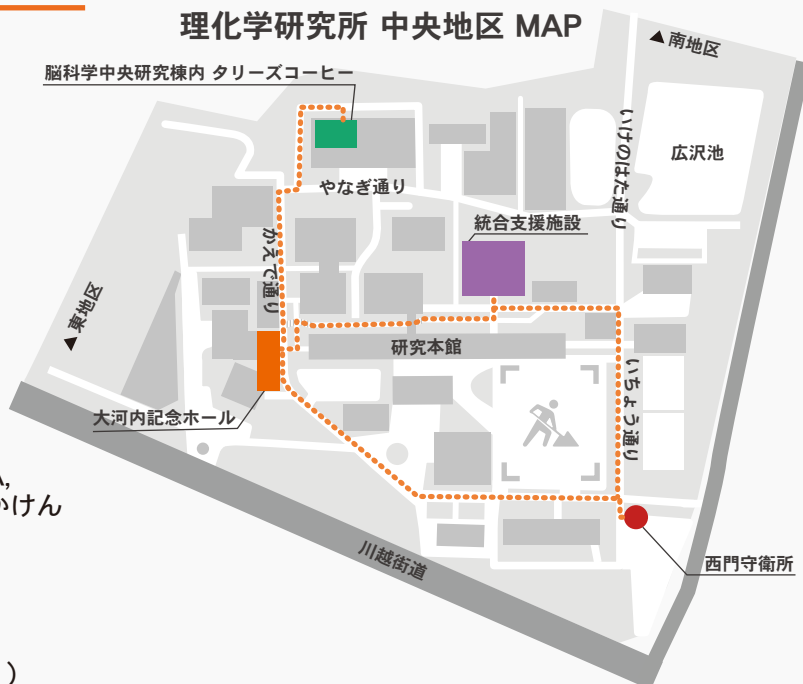 理化学研究所 中央地区 MAP
▲南地区
脳科学中央研究棟内 タリーズコーヒー
いけのはた通り
広沢池
やなぎ通り
統合支援施設
かえで通り
▲東地区
研究本館
いちょう通り
大河内記念ホール
かけん
川越街道
西門守衛所
)